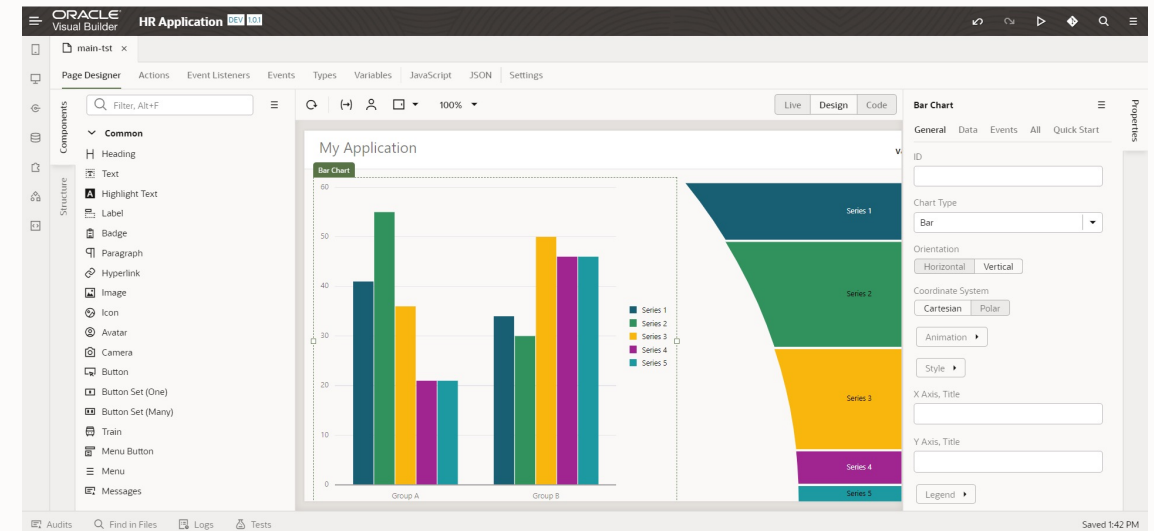 ORACLE
Visual Builder
HR Application DEV 1.0.1
main-tst ×
Page Designer Actions Event Listeners Events Types Variables JavaScript JSON Settings
Components
Structure
Filter, Alt+F
Common
Heading
Text
Highlight Text
Label
Badge
Paragraph
Hyperlink
Image
Icon
Avatar
Camera
Button
Button Set (One)
Button Set (Many)
Train
Menu Button
Menu
Messages
100%
Live Design Code
My Application
Bar Chart
60
50
40
30
20
10
0
Group A Group B
Series 1
Series 2
Series 3
Series 4
Series 5
Series 1
Series 2
Series 3
Series 4
Series 5
Bar Chart
Properties
General Data Events All Quick Start
ID
Chart Type
Bar
Orientation
Horizontal Vertical
Coordinate System
Cartesian Polar
Animation
Style
X Axis, Title
Y Axis, Title
Legend
Audits Find in Files Logs Tests
Saved 1:42 PM